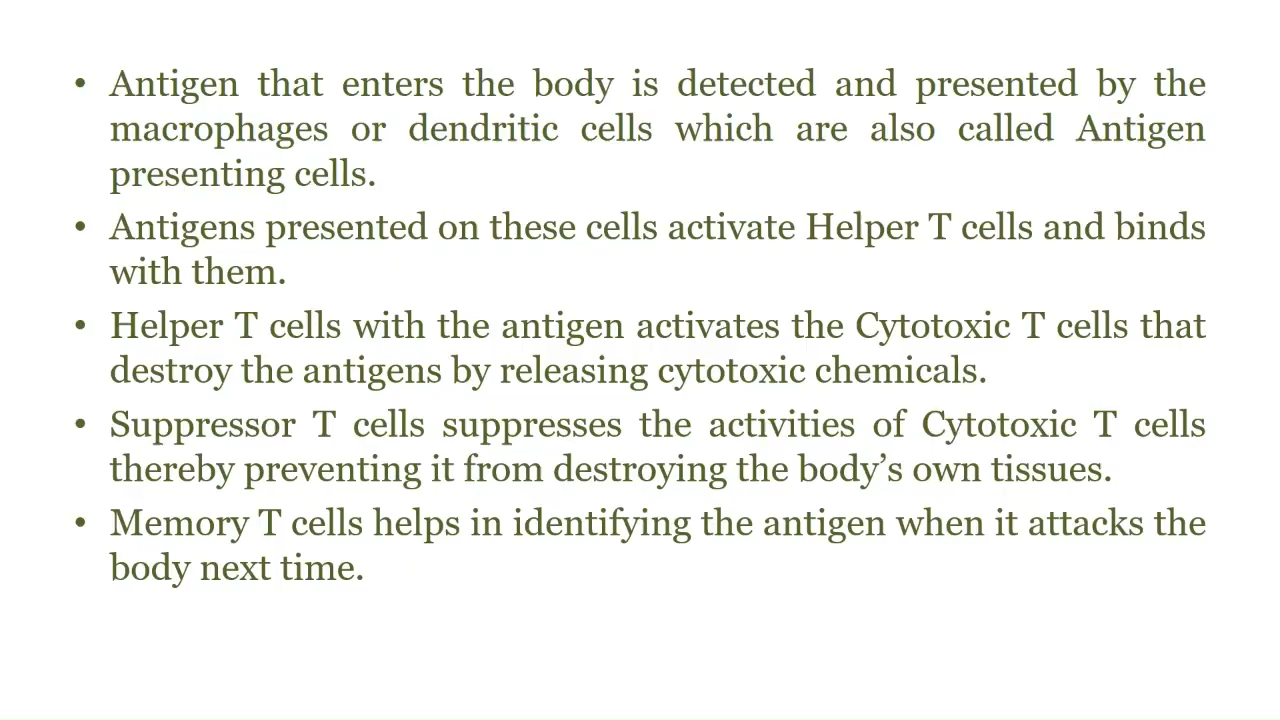 • Antigen that enters the body is detected and presented by the
macrophages or dendritic cells which are also called Antigen
presenting cells.
• Antigens presented on these cells activate Helper T cells and binds
with them.
• Helper T cells with the antigen activates the Cytotoxic T cells that
destroy the antigens by releasing cytotoxic chemicals.
• Suppressor T cells suppresses the activities of Cytotoxic T cells
thereby preventing it from destroying the body’s own tissues.
• Memory T cells helps in identifying the antigen when it attacks the
body next time.